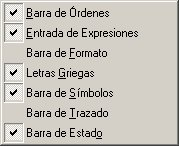 Barra de Órdenes
Entrada de Expresiones
Barra de Formato
Letras Griegas
Barra de Símbolos
Barra de Trazado
Barra de Estado